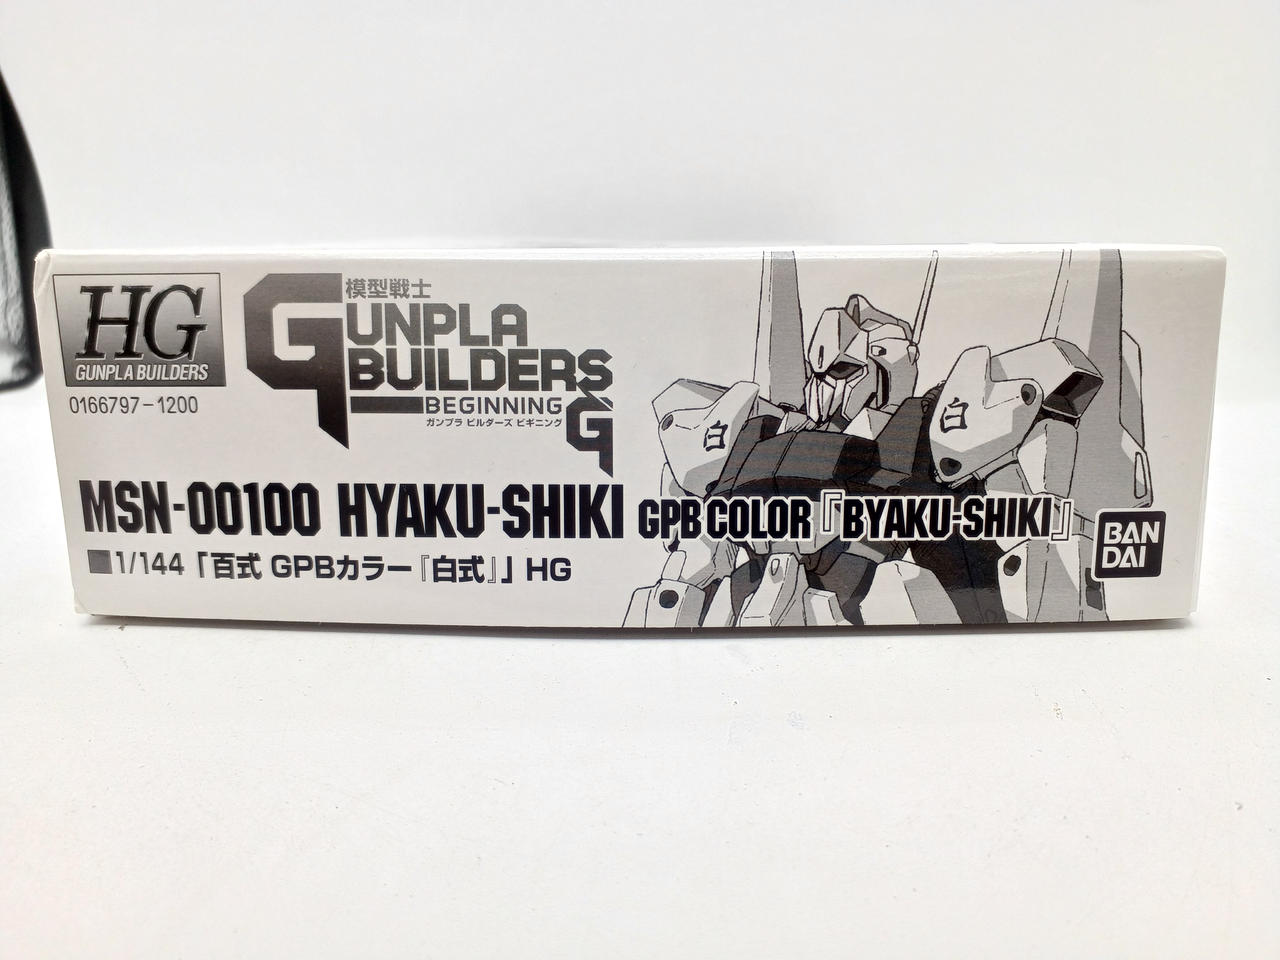 HG
GUNPLA BUILDERS
0166797-1200
模型戦士
GUNPLA
BUILDERS
BEGINNING G
ガンプラ ビルダーズ ビギニング
白
白
MSN-00100 HYAKU-SHIKI GPB COLOR『BYAKU-SHIKI』
■1/144「百式 GPBカラー『白式』」HG
BAN
DAI